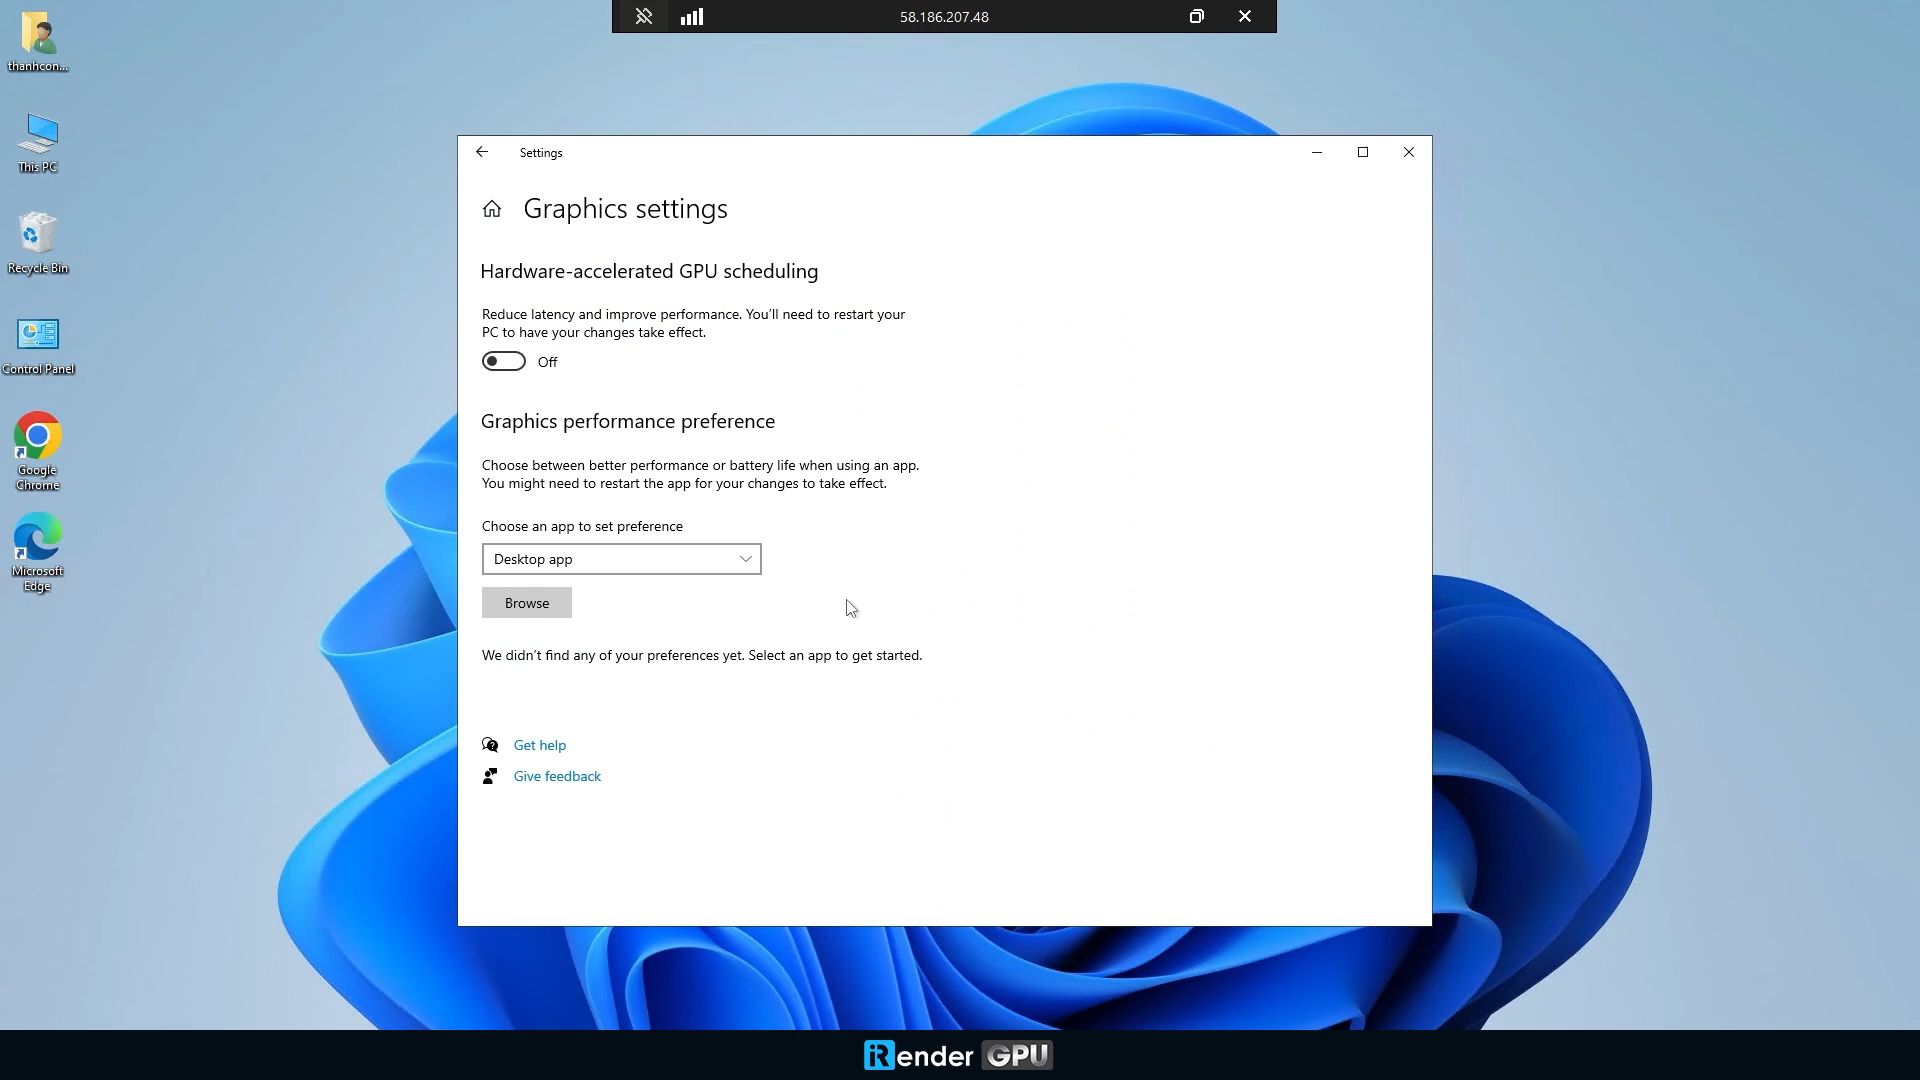 58.186.207.48
thanhcon...
This PC
Recycle Bin
Control Panel
Google
Chrome
Microsoft
Edge
Settings
Graphics settings
Hardware-accelerated GPU scheduling
Reduce latency and improve performance. You'll need to restart your
PC to have your changes take effect.
Off
Graphics performance preference
Choose between better performance or battery life when using an app.
You might need to restart the app for your changes to take effect.
Choose an app to set preference
Desktop app
Browse
We didn't find any of your preferences yet. Select an app to get started.
Get help
Give feedback
iRender GPU